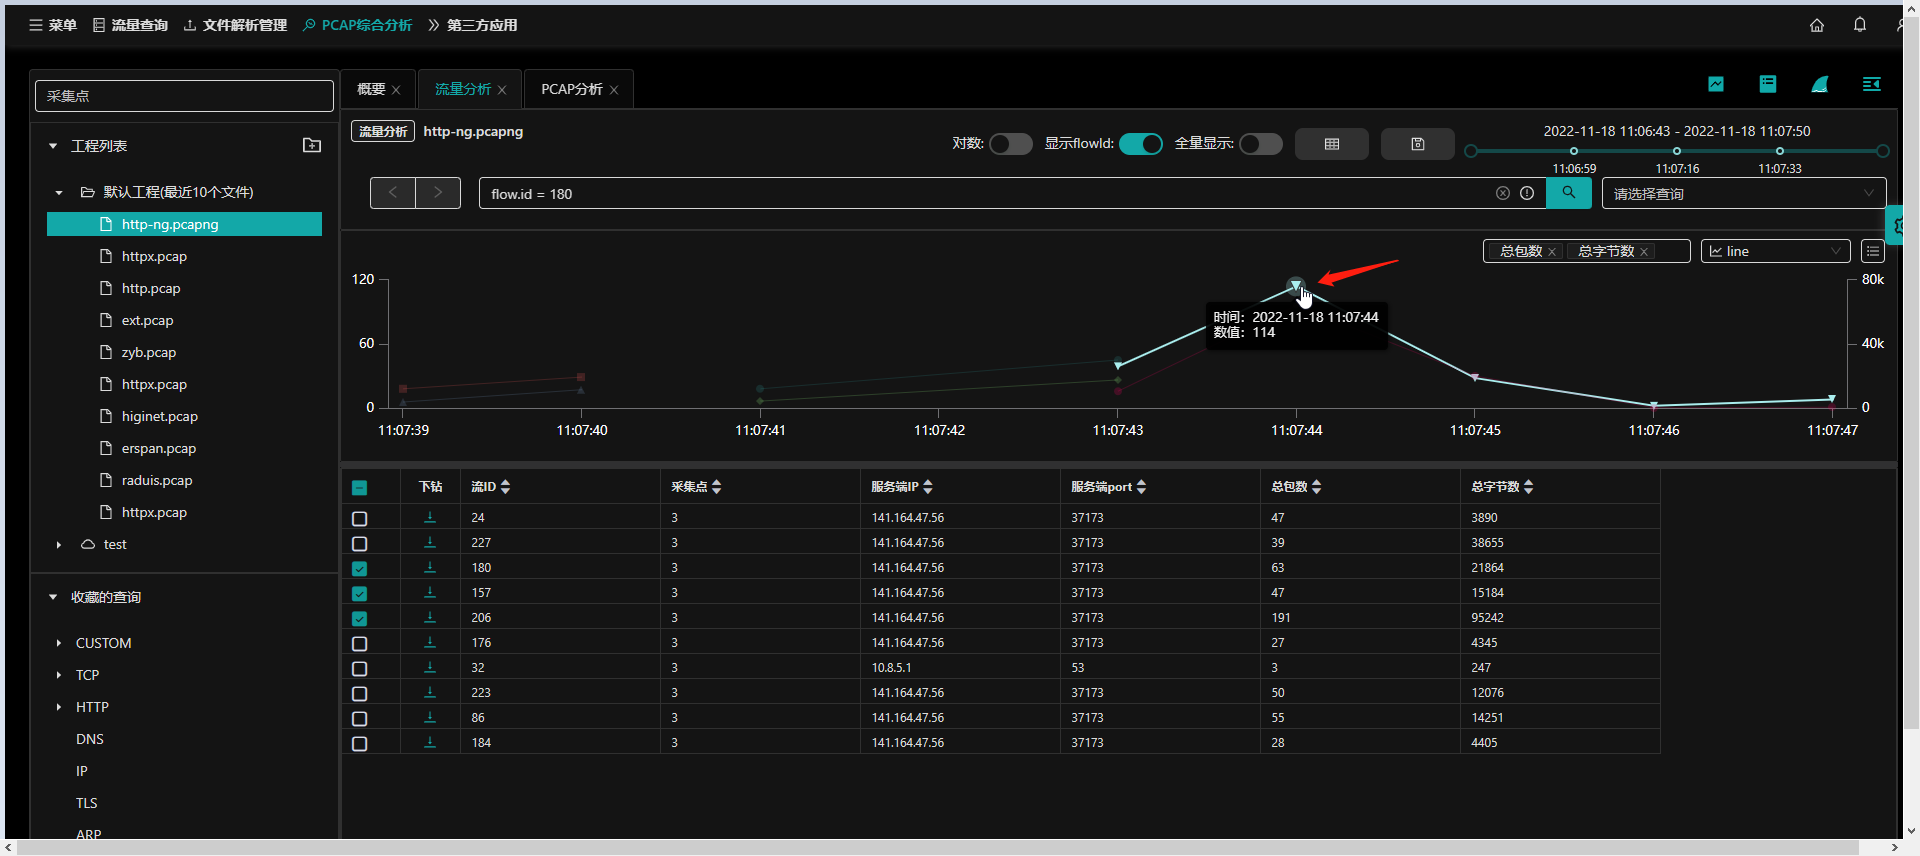 菜单 流量查询 文件解析管理 PCAP综合分析 第三方应用
采集点
工程列表
默认工程(最近10个文件)
http-ng.pcapng
httpx.pcap
http.pcap
ext.pcap
zyb.pcap
httpx.pcap
higinet.pcap
erspan.pcap
raduis.pcap
httpx.pcap
test
收藏的查询
CUSTOM
TCP
HTTP
DNS
IP
TLS
ARP
概要 流量分析 PCAP分析
流量分析 http-ng.pcapng
对数: 显示flowId: 全量显示:
2022-11-18 11:06:43 - 2022-11-18 11:07:50
11:06:59 11:07:16 11:07:33
flow.id = 180
请选择查询
总包数 总字节数 line
120 80k
60 40k
0 0
时间: 2022-11-18 11:07:44
数值: 114
11:07:39 11:07:40 11:07:41 11:07:42 11:07:43 11:07:44 11:07:45 11:07:46 11:07:47
下钻 流ID 采集点 服务端IP 服务端port 总包数 总字节数
24 3 141.164.47.56 37173 47 3890
227 3 141.164.47.56 37173 39 38655
180 3 141.164.47.56 37173 63 21864
157 3 141.164.47.56 37173 47 15184
206 3 141.164.47.56 37173 191 95242
176 3 141.164.47.56 37173 27 4345
32 3 10.8.5.1 53 3 247
223 3 141.164.47.56 37173 50 12076
86 3 141.164.47.56 37173 55 14251
184 3 141.164.47.56 37173 28 4405